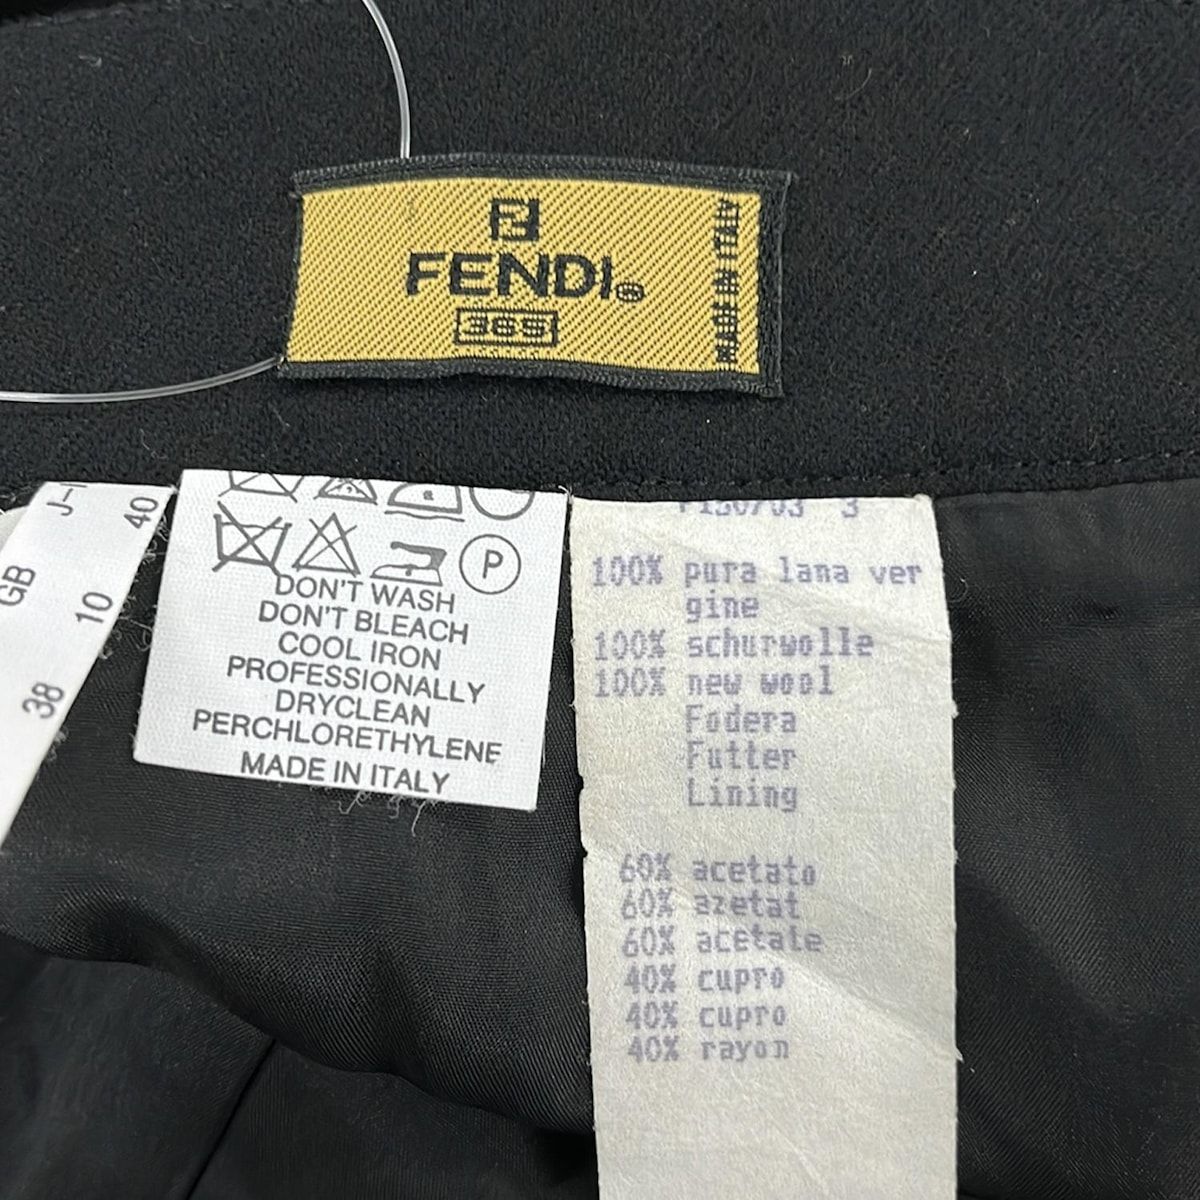 FENDI®
365
MADE IN ITALY
40
GB
10
38
P
DON'T WASH
DON'T BLEACH
COOL IRON
PROFESSIONALLY
DRYCLEAN
PERCHLORETHYLENE
MADE IN ITALY
3
100% pura lana ver
gine
100% schurwolle
100% new wool
Fodera
Futter
Lining
60% acetato
60% azetat
60% acetate
40% cupro
40% cupro
40% rayon